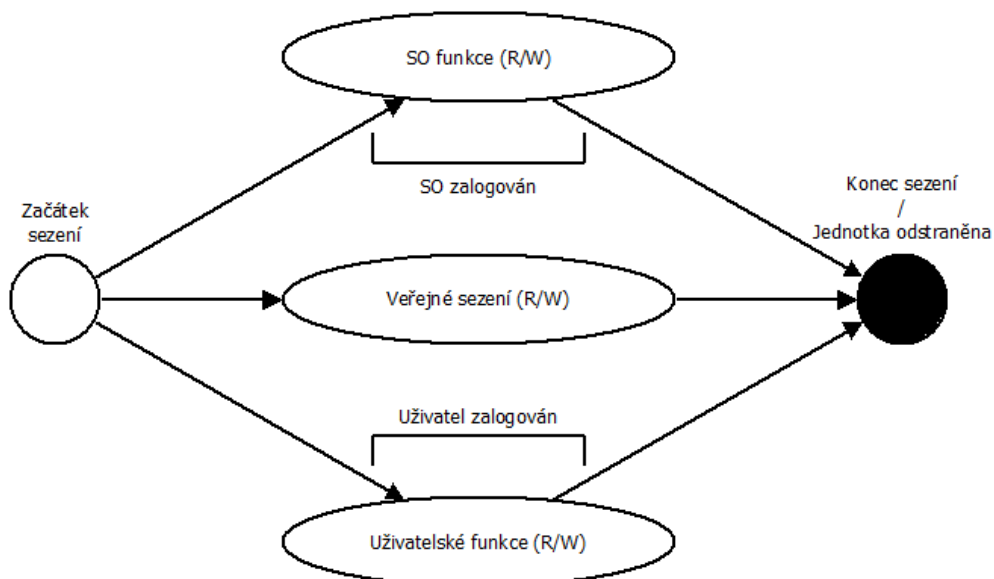 SO funkce (R/W)
SO zalogován
Začátek
sezení
Konec sezení
/
Jednotka odstraněna
Veřejné sezení (R/W)
Uživatel zalogován
Uživatelské funkce (R/W)